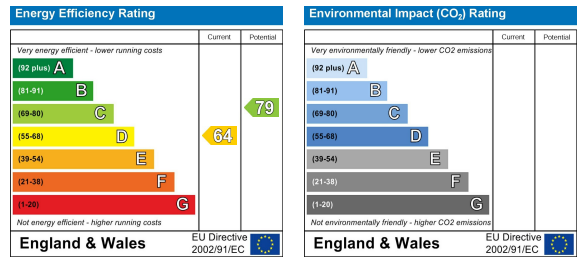 Energy Efficiency Rating
Current Potential
Very energy efficient - lower running costs
(92 plus) A
(81-91) B
(69-80) C
79
(55-68) D
64
(39-54) E
(21-38) F
(1-20) G
Not energy efficient - higher running costs
England & Wales
EU Directive
2002/91/EC
Environmental Impact (CO₂) Rating
Current Potential
Very environmentally friendly - lower CO2 emissions
(92 plus) A
(81-91) B
(69-80) C
(55-68) D
(39-54) E
(21-38) F
(1-20) G
Not environmentally friendly - higher CO2 emissions
England & Wales
EU Directive
2002/91/EC